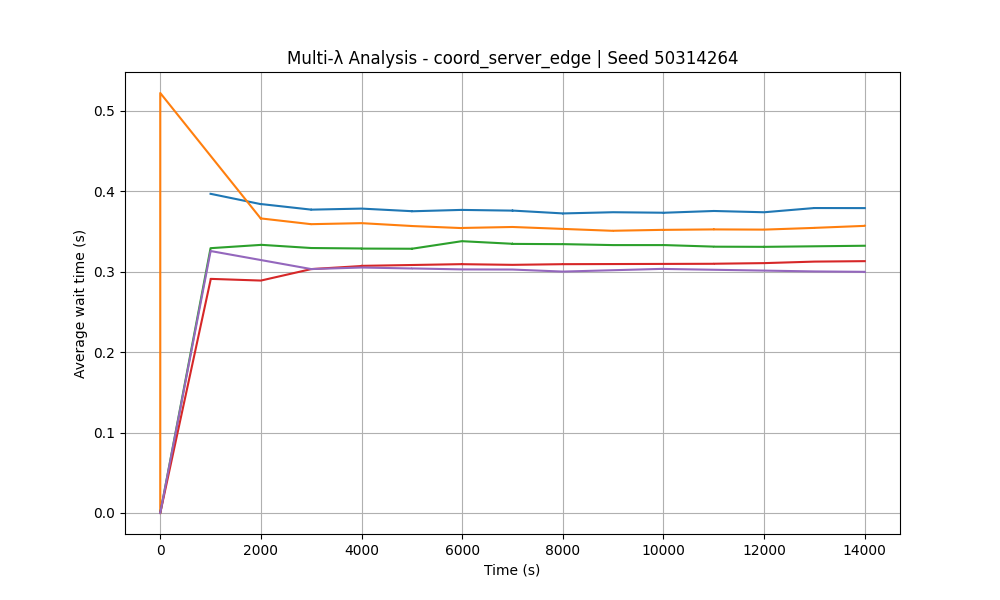 Multi-λ Analysis - coord_server_edge | Seed 50314264
Average wait time (s)
0.5
0.4
0.3
0.2
0.1
0.0
0 2000 4000 6000 8000 10000 12000 14000
Time (s)